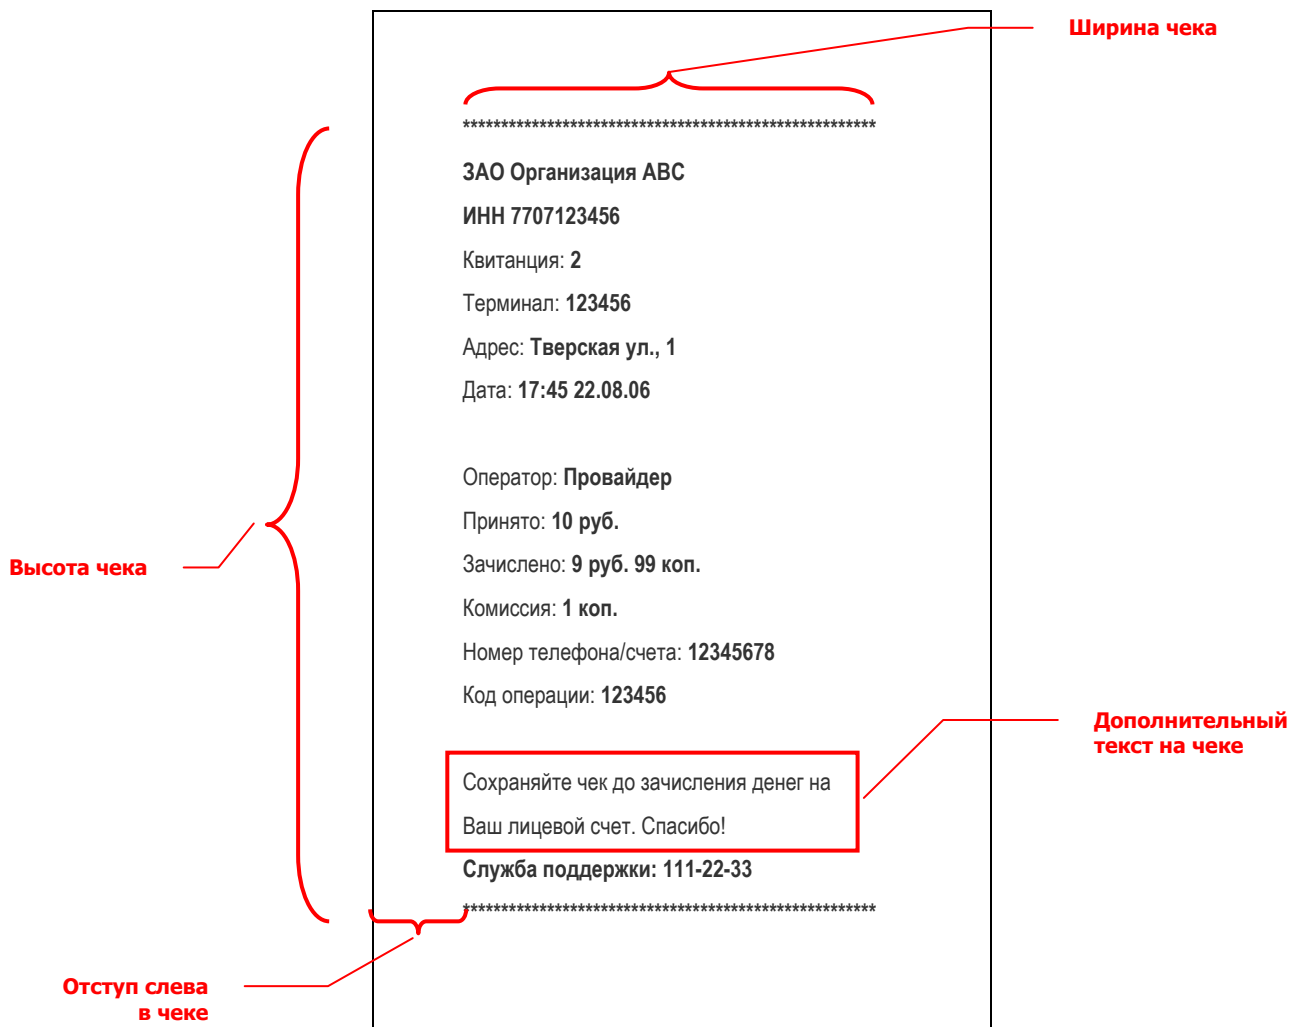 Ширина чека
******************************************************
ЗАО Организация АВС
ИНН 7707123456
Квитанция: 2
Терминал: 123456
Адрес: Тверская ул., 1
Дата: 17:45 22.08.06
Оператор: Провайдер
Принято: 10 руб.
Высота чека
Зачислено: 9 руб. 99 коп.
Комиссия: 1 коп.
Номер телефона/счета: 12345678
Код операции: 123456
Дополнительный
текст на чеке
Сохраняйте чек до зачисления денег на
Ваш лицевой счет. Спасибо!
Служба поддержки: 111-22-33
******************************************************
Отступ слева
в чеке